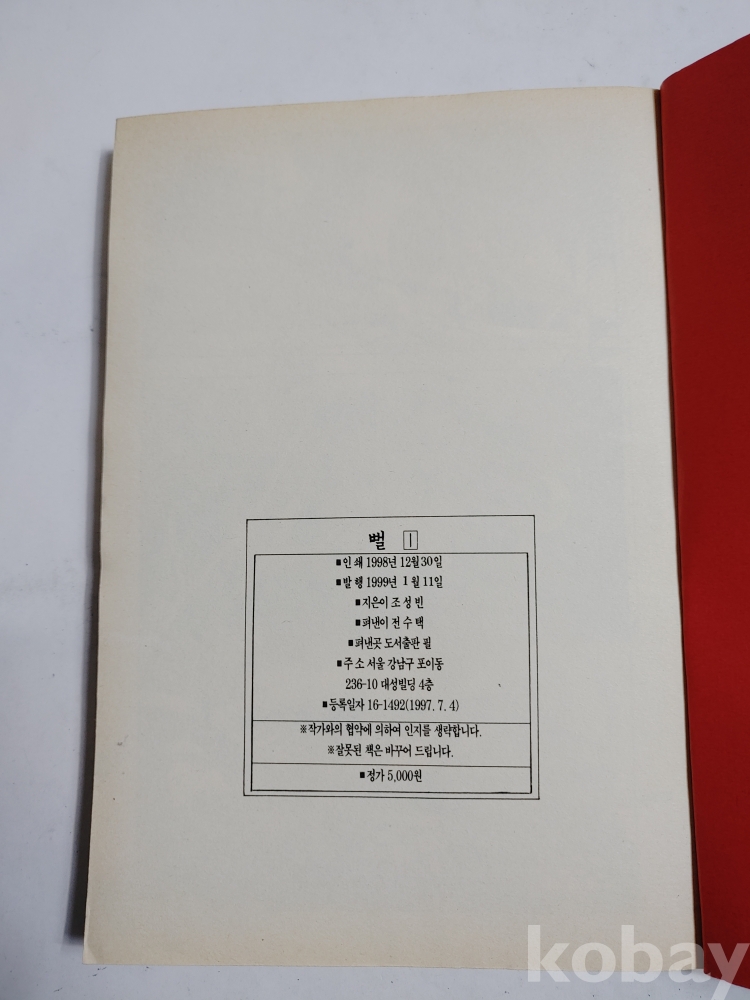 뻘 1
■인 쇄 1998년 12월 30일
■발 행 1999년 1 월 11일
■지은이 조 성 빈
■펴낸이 전 수 택
■펴낸곳 도서출판 필
■주 소 서울 강남구 포이동
236-10 대성빌딩 4층
■등록일자 16-1492(1997. 7. 4)
※작가와의 협약에 의하여 인지를 생략합니다.
※잘못된 책은 바꾸어 드립니다.
■정가 5,000원
kobay